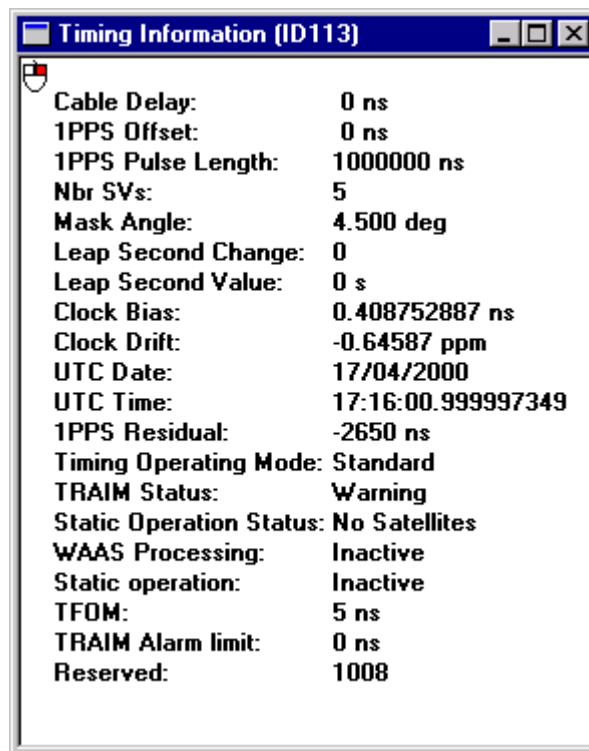 Timing Information (ID113)
Cable Delay: 0 ns
1PPS Offset: 0 ns
1PPS Pulse Length: 1000000 ns
Nbr SVs: 5
Mask Angle: 4.500 deg
Leap Second Change: 0
Leap Second Value: 0 s
Clock Bias: 0.408752887 ns
Clock Drift: -0.64587 ppm
UTC Date: 17/04/2000
UTC Time: 17:16:00.999997349
1PPS Residual: -2650 ns
Timing Operating Mode: Standard
TRAIM Status: Warning
Static Operation Status: No Satellites
WAAS Processing: Inactive
Static operation: Inactive
TFOM: 5 ns
TRAIM Alarm limit: 0 ns
Reserved: 1008